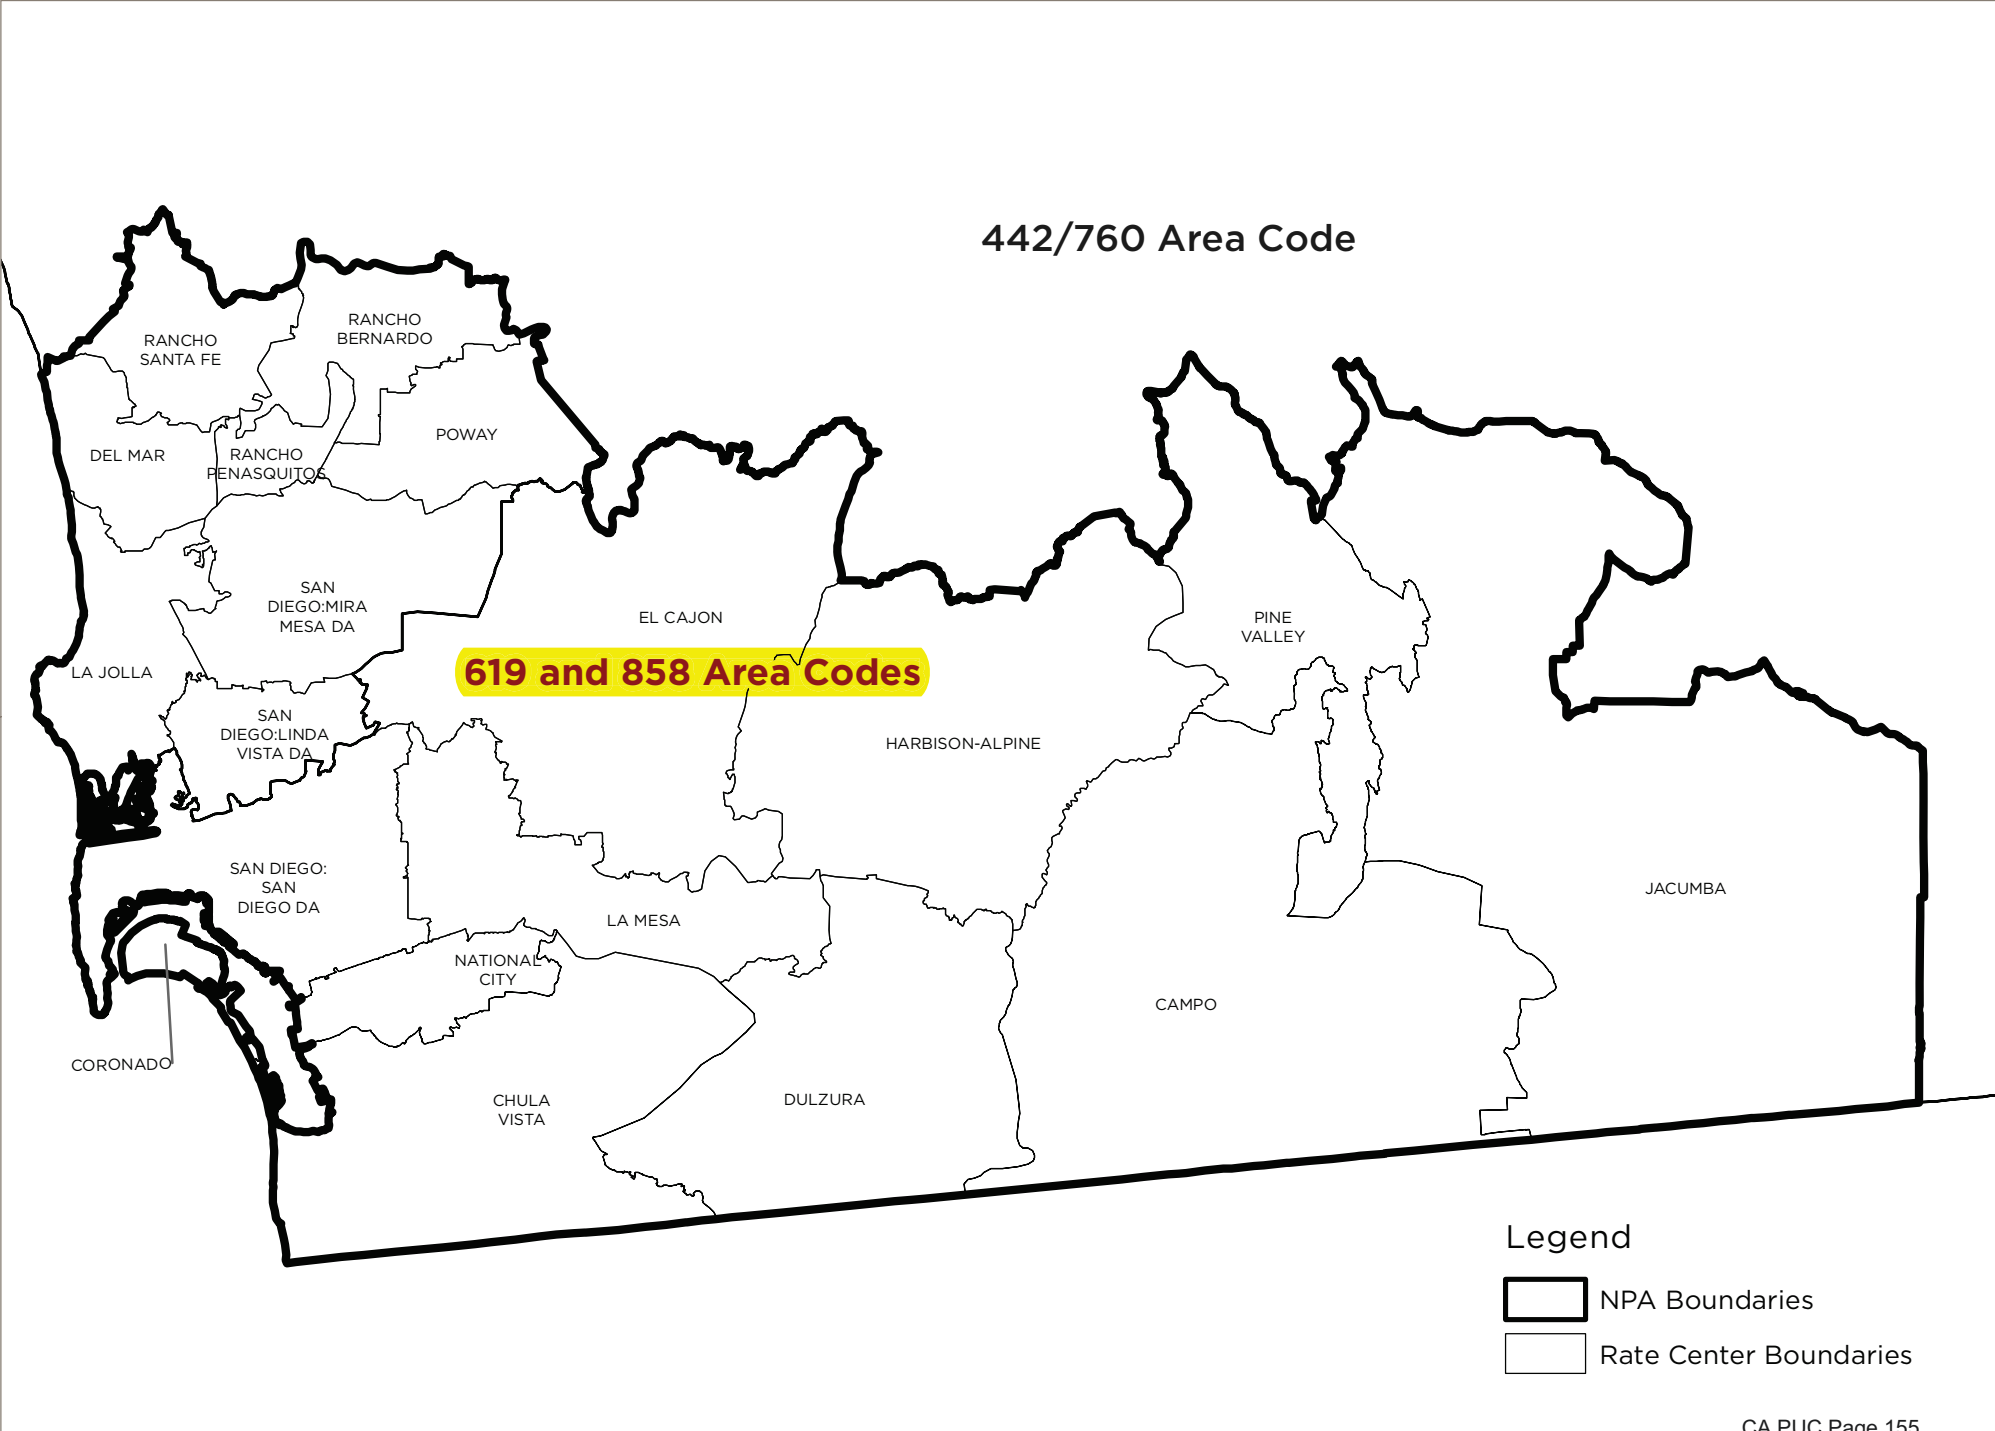 442/760 Area Code
RANCHO
BERNARDO
RANCHO
SANTA FE
POWAY
DEL MAR
RANCHO
PENASQUITOS
SAN
DIEGO:MIRA
MESA DA
EL CAJON
PINE
VALLEY
619 and 858 Area Codes
LA JOLLA
SAN
DIEGO:LINDA
VISTA DA
HARBISON-ALPINE
SAN DIEGO:
SAN
DIEGO DA
JACUMBA
LA MESA
NATIONAL
CITY
CAMPO
CORONADO
CHULA
VISTA
DULZURA
Legend
NPA Boundaries
Rate Center Boundaries
CA PUC Page 155